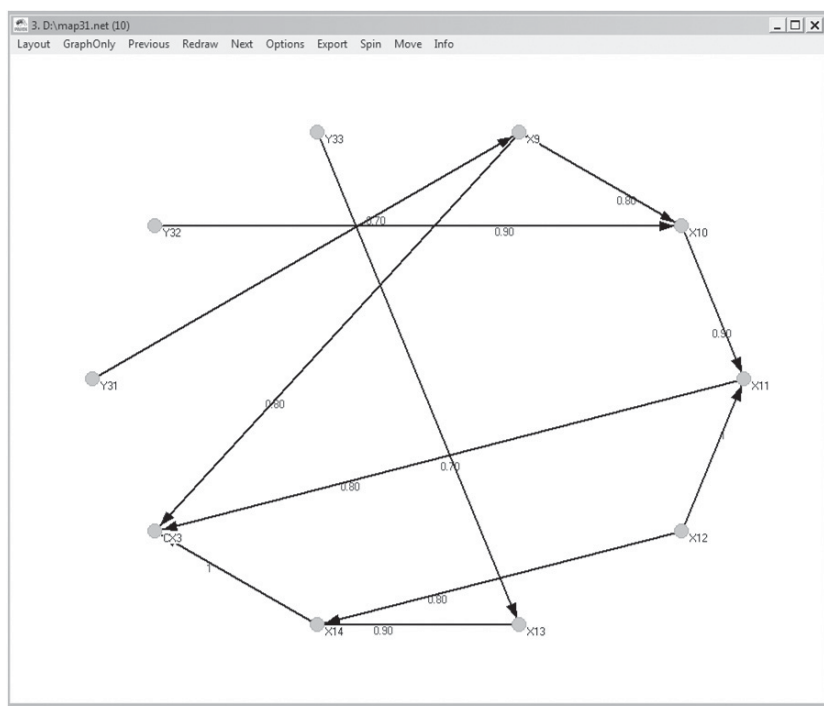 3. D:\map31.net (10)
Layout GraphOnly Previous Redraw Next Options Export Spin Move Info
Y33
X9
0.80
0.70
Y32
0.90
X10
0.90
Y31
X11
0.80
1
0.70
0.80
CX3
X12
1
0.80
X14
0.90
X13